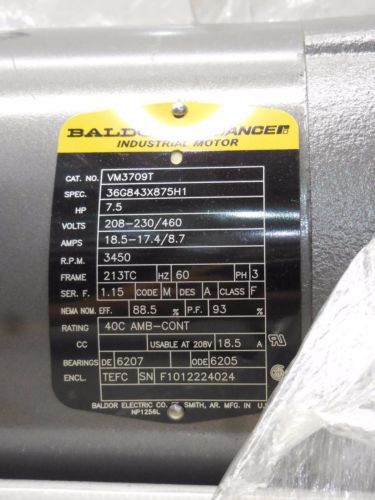 BALDOR RELIANCER
INDUSTRIAL MOTOR
CAT. NO. VM3709T
SPEC. 36G843X875H1
HP 7.5
VOLTS 208-230/460
AMPS 18.5-17.4/8.7
R.P.M. 3450
FRAME 213TC HZ 60 PH 3
SER. F. 1.15 CODE M DES A CLASS F
NEMA NOM. EFF. 88.5 % P.F. 93 %
RATING 40C AMB-CONT
CC USABLE AT 208V 18.5 A
BEARINGS DE 6207 ODE 6205
ENCL. TEFC SN F1012224024
BALDOR ELECTRIC CO. SMITH, AR. MFG. IN U.
NP1256L